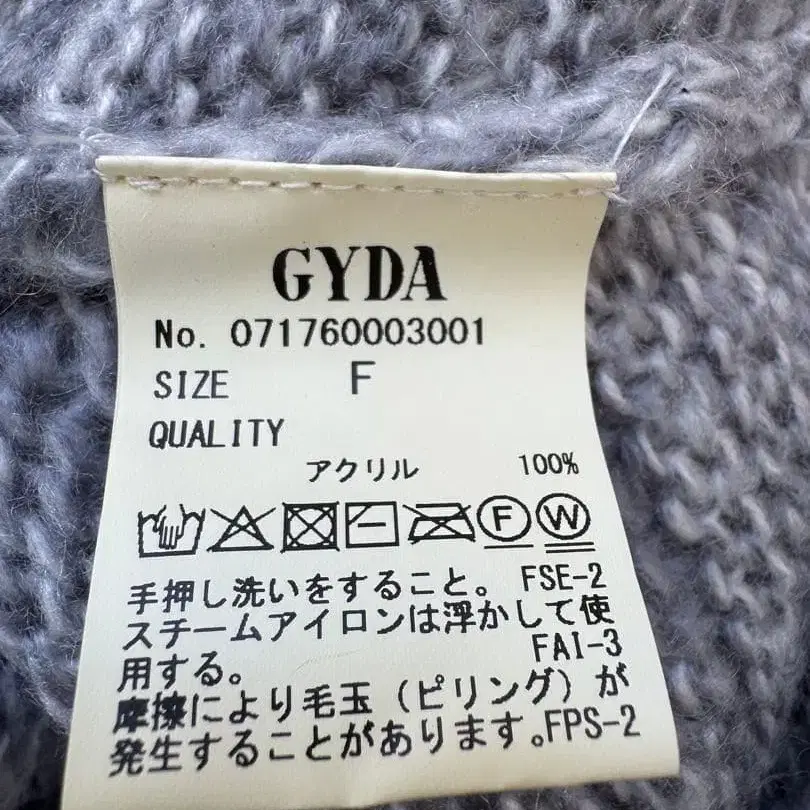 GYDA
No. 071760003001
SIZE F
QUALITY
アクリル 100%
F W
手押し洗いをすること。 FSE-2
スチームアイロンは浮かして使
用する。 FAI-3
摩擦により毛玉（ピリング）が
発生することがあります。FPS-2